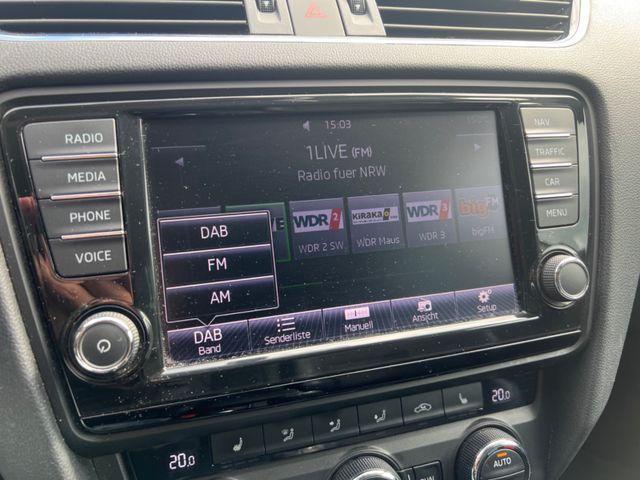 RADIO
MEDIA
PHONE
VOICE
NAV
TRAFFIC
CAR
MENU
15:03
1LIVE (FM)
Radio fuer NRW
WDR 2
KIRAKA
WDR 3
big FM
WDR 2 SW
WDR Maus
WDR 3
bigFM
DAB
FM
AM
DAB
Band
Senderliste
Manuell
Ansicht
Setup
20.0
20.0
AUTO